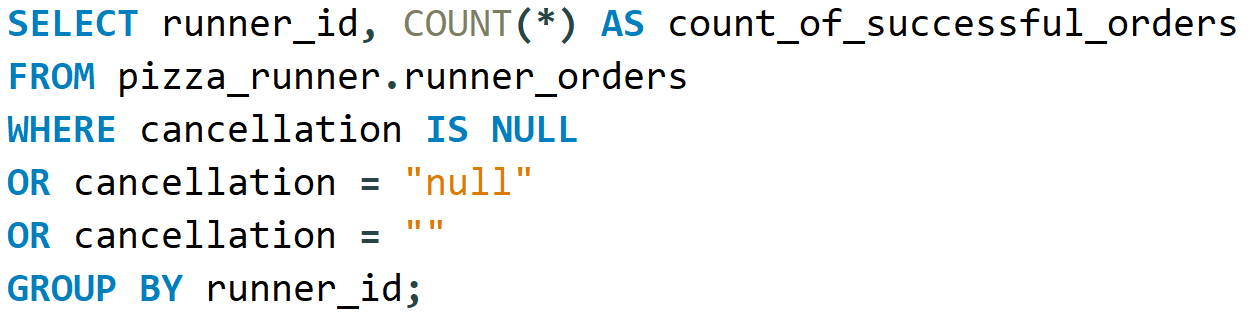 SELECT runner_id, COUNT(*) AS count_of_successful_orders
FROM pizza_runner.runner_orders
WHERE cancellation IS NULL
OR cancellation = "null"
OR cancellation = ""
GROUP BY runner_id;